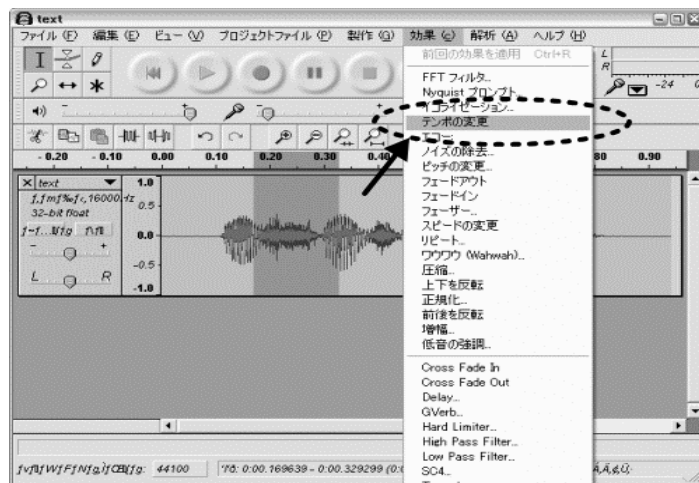 text
ファイル (F) 編集 (E) ビュー (V) プロジェクトファイル (P) 製作 (G) 効果 (c) 解析 (A) ヘルプ (H)
前回の効果を適用 Ctrl+R
L
R
-24
FFT フィルタ...
Nyquist プロンプト...
イコライゼーション...
テンポの変更
エコー...
ノイズの除去...
ピッチの変更...
フェードアウト
フェードイン
フェーザー...
スピードの変更
リピート...
ワウワウ (Wahwah)...
圧縮...
上下を反転
正規化...
前後を反転
増幅...
低音の強調...
Cross Fade In
Cross Fade Out
Delay...
GVerb...
Hard Limiter...
High Pass Filter...
Low Pass Filter...
SC4...
- 0.20 - 0.10 0.00 0.10 0.20 0.30 0.40 0.90
text
16000Hz
32-bit float
- +
L R
1.0
0.5
0.0
-0.5
-1.0
44100
0:00.169639 - 0:00.329299 (0:0